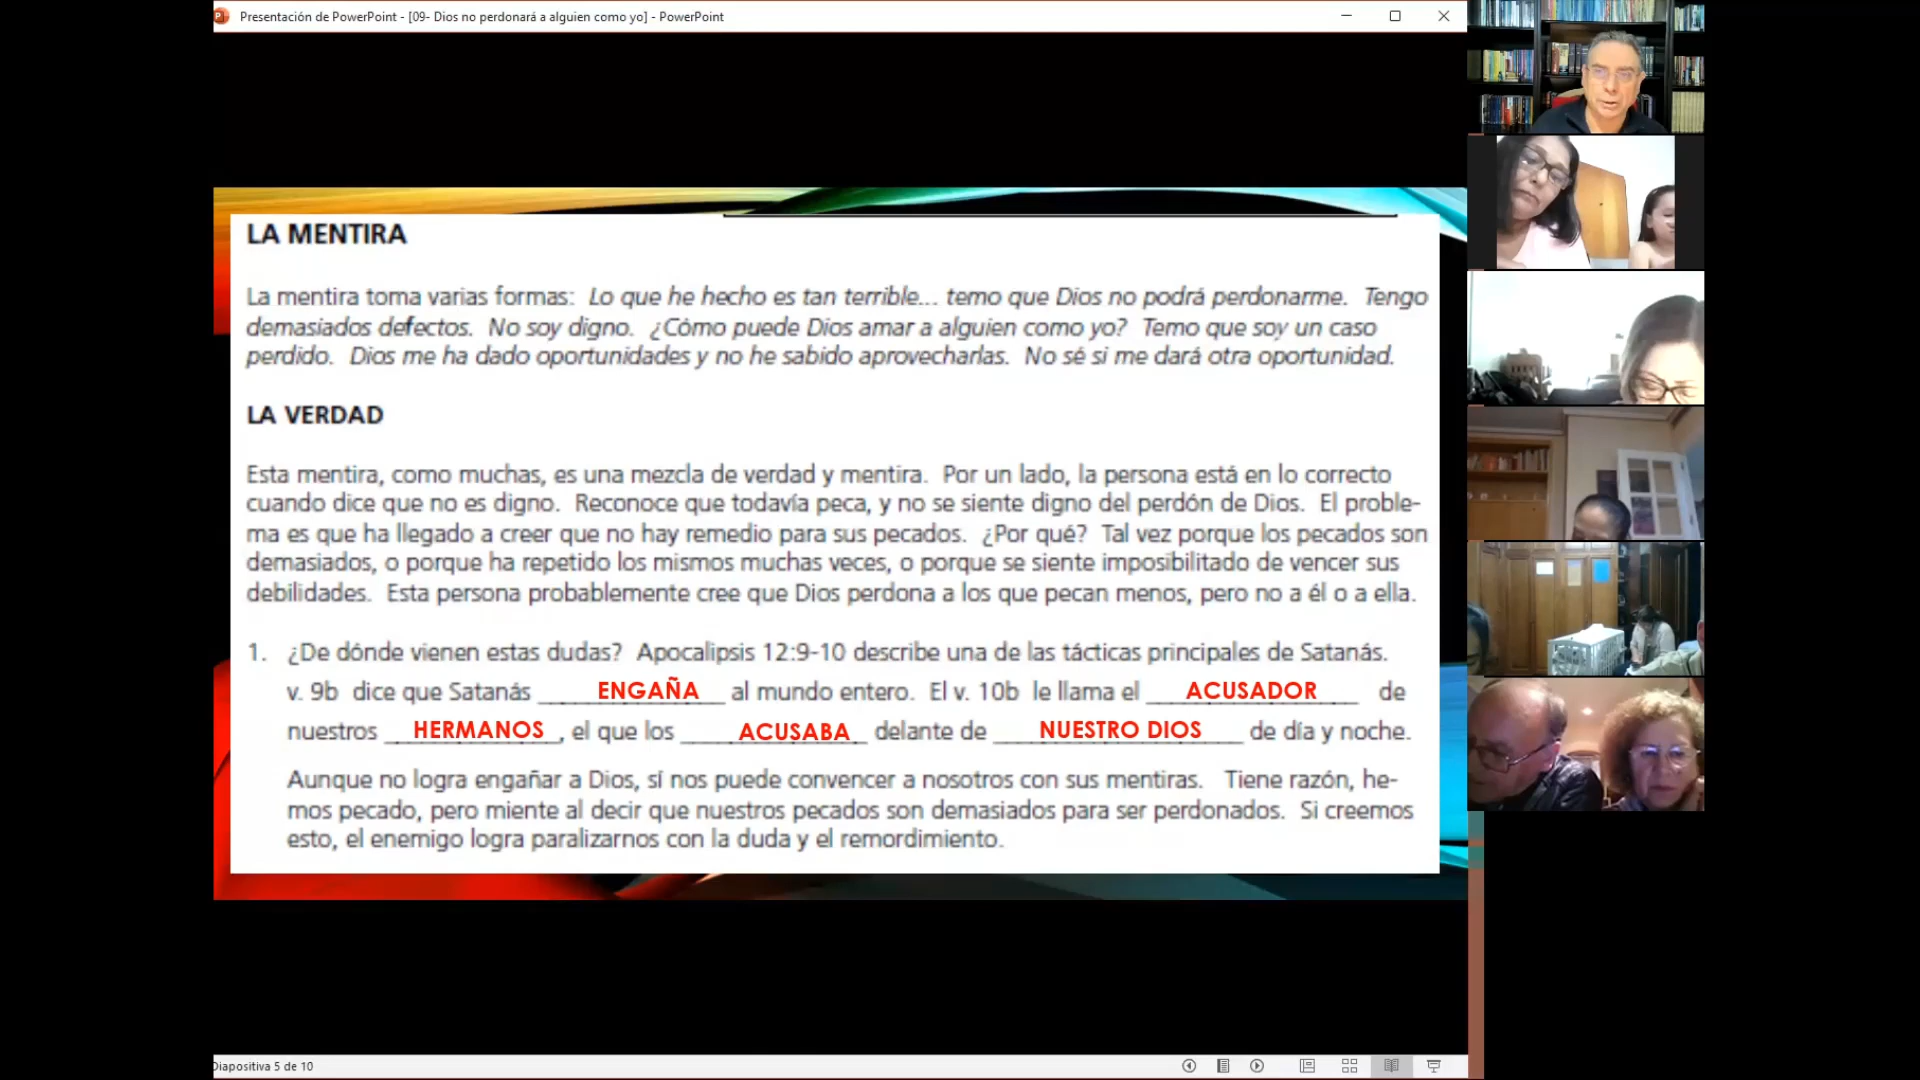 Presentación de PowerPoint - [09- Dios no perdonará a alguien como yo] - PowerPoint
LA MENTIRA
La mentira toma varias formas: Lo que he hecho es tan terrible... temo que Dios no podrá perdonarme. Tengo
demasiados defectos. No soy digno. ¿Cómo puede Dios amar a alguien como yo? Temo que soy un caso
perdido. Dios me ha dado oportunidades y no he sabido aprovecharlas. No sé si me dará otra oportunidad.
LA VERDAD
Esta mentira, como muchas, es una mezcla de verdad y mentira. Por un lado, la persona está en lo correcto
cuando dice que no es digno. Reconoce que todavía peca, y no se siente digno del perdón de Dios. El proble-
ma es que ha llegado a creer que no hay remedio para sus pecados. ¿Por qué? Tal vez porque los pecados son
demasiados, o porque ha repetido los mismos muchas veces, o porque se siente imposibilitado de vencer sus
debilidades. Esta persona probablemente cree que Dios perdona a los que pecan menos, pero no a él o a ella.
1. ¿De dónde vienen estas dudas? Apocalipsis 12:9-10 describe una de las tácticas principales de Satanás.
v. 9b dice que Satanás ENGAÑA al mundo entero. El v. 10b le llama el ACUSADOR de
nuestros HERMANOS, el que los ACUSABA delante de NUESTRO DIOS de día y noche.
Aunque no logra engañar a Dios, sí nos puede convencer a nosotros con sus mentiras. Tiene razón, he-
mos pecado, pero miente al decir que nuestros pecados son demasiados para ser perdonados. Si creemos
esto, el enemigo logra paralizarnos con la duda y el remordimiento.
Diapositiva 5 de 10